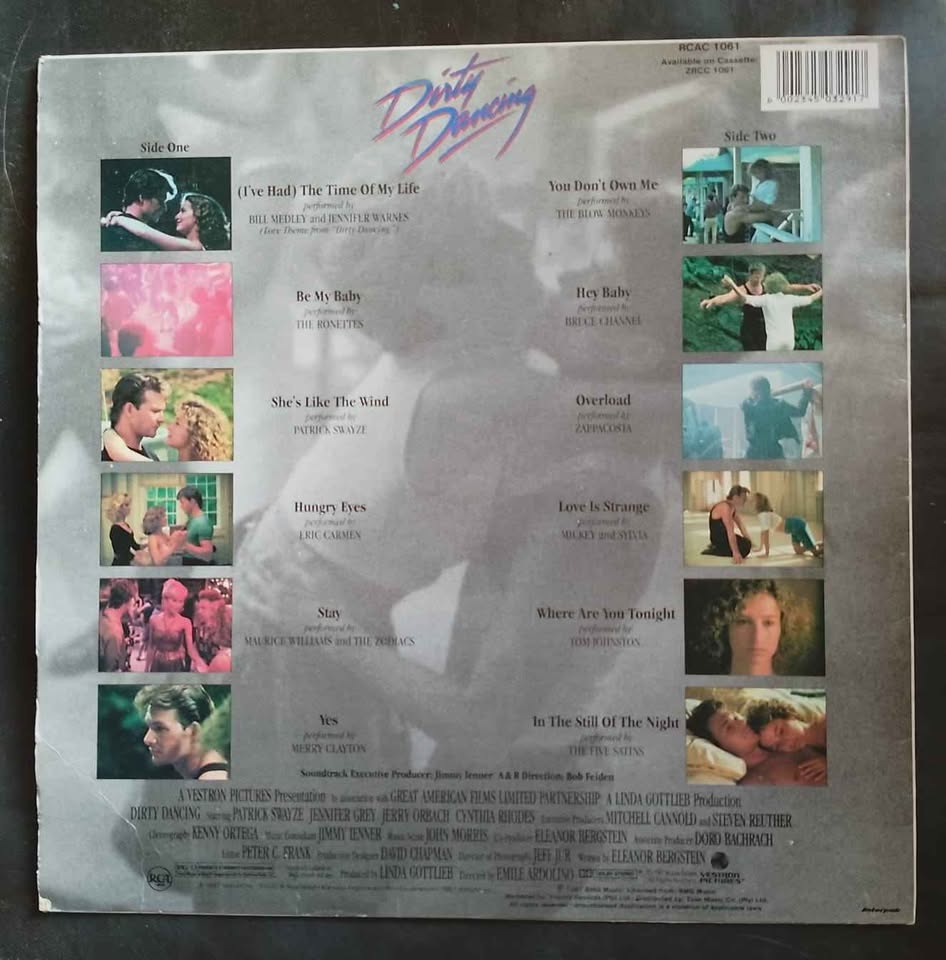 RCAC 1061
Available on Cassette:
ZRCC 1061
6 002345 032917
Dirty
Dancing
Side One
(I've Had) The Time Of My Life
performed by
BILL MEDLEY and JENNIFER WARNES
(Love Theme from "Dirty Dancing")
Be My Baby
performed by
THE RONETTES
She's Like The Wind
performed by
PATRICK SWAYZE
Hungry Eyes
performed by
ERIC CARMEN
Stay
performed by
MAURICE WILLIAMS and THE ZODIACS
Yes
performed by
MERRY CLAYTON
Side Two
You Don't Own Me
performed by
THE BLOW MONKEYS
Hey Baby
performed by
BRUCE CHANNEL
Overload
performed by
ZAPPACOSTA
Love Is Strange
performed by
MICKEY and SYLVIA
Where Are You Tonight
performed by
TOM JOHNSTON
In The Still Of The Night
performed by
THE FIVE SATINS
Soundtrack Executive Producer: Jimmy Ienner A & R Direction: Bob Feiden
A VESTRON PICTURES Presentation In association with GREAT AMERICAN FILMS LIMITED PARTNERSHIP A LINDA GOTTLIEB Production
DIRTY DANCING starring PATRICK SWAYZE JENNIFER GREY JERRY ORBACH CYNTHIA RHODES Executive Producers MITCHELL CANNOLD and STEVEN REUTHER
Choreography KENNY ORTEGA Music Consultant JIMMY IENNER Music Score JOHN MORRIS Co-Producer ELEANOR BERGSTEIN Associate Producer DORO BACHRACH
Editor PETER C. FRANK Production Designer DAVID CHAPMAN Director of Photography JEFF JUR Written by ELEANOR BERGSTEIN
Produced by LINDA GOTTLIEB Directed by EMILE ARDOLINO
VESTRON
PICTURES
RCA
All rights reserved
Interpak